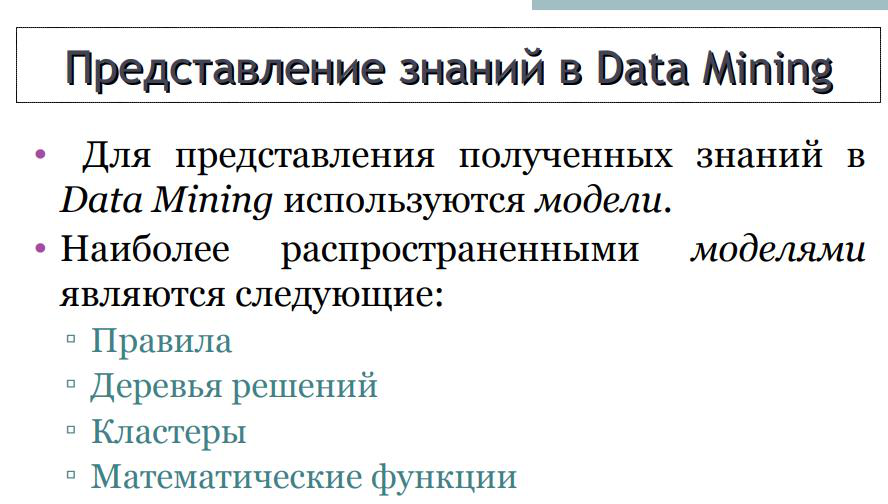 Представление знаний в Data Mining
• Для представления полученных знаний в
Data Mining используются модели.
• Наиболее распространенными моделями
являются следующие:
▫ Правила
▫ Деревья решений
▫ Кластеры
▫ Математические функции